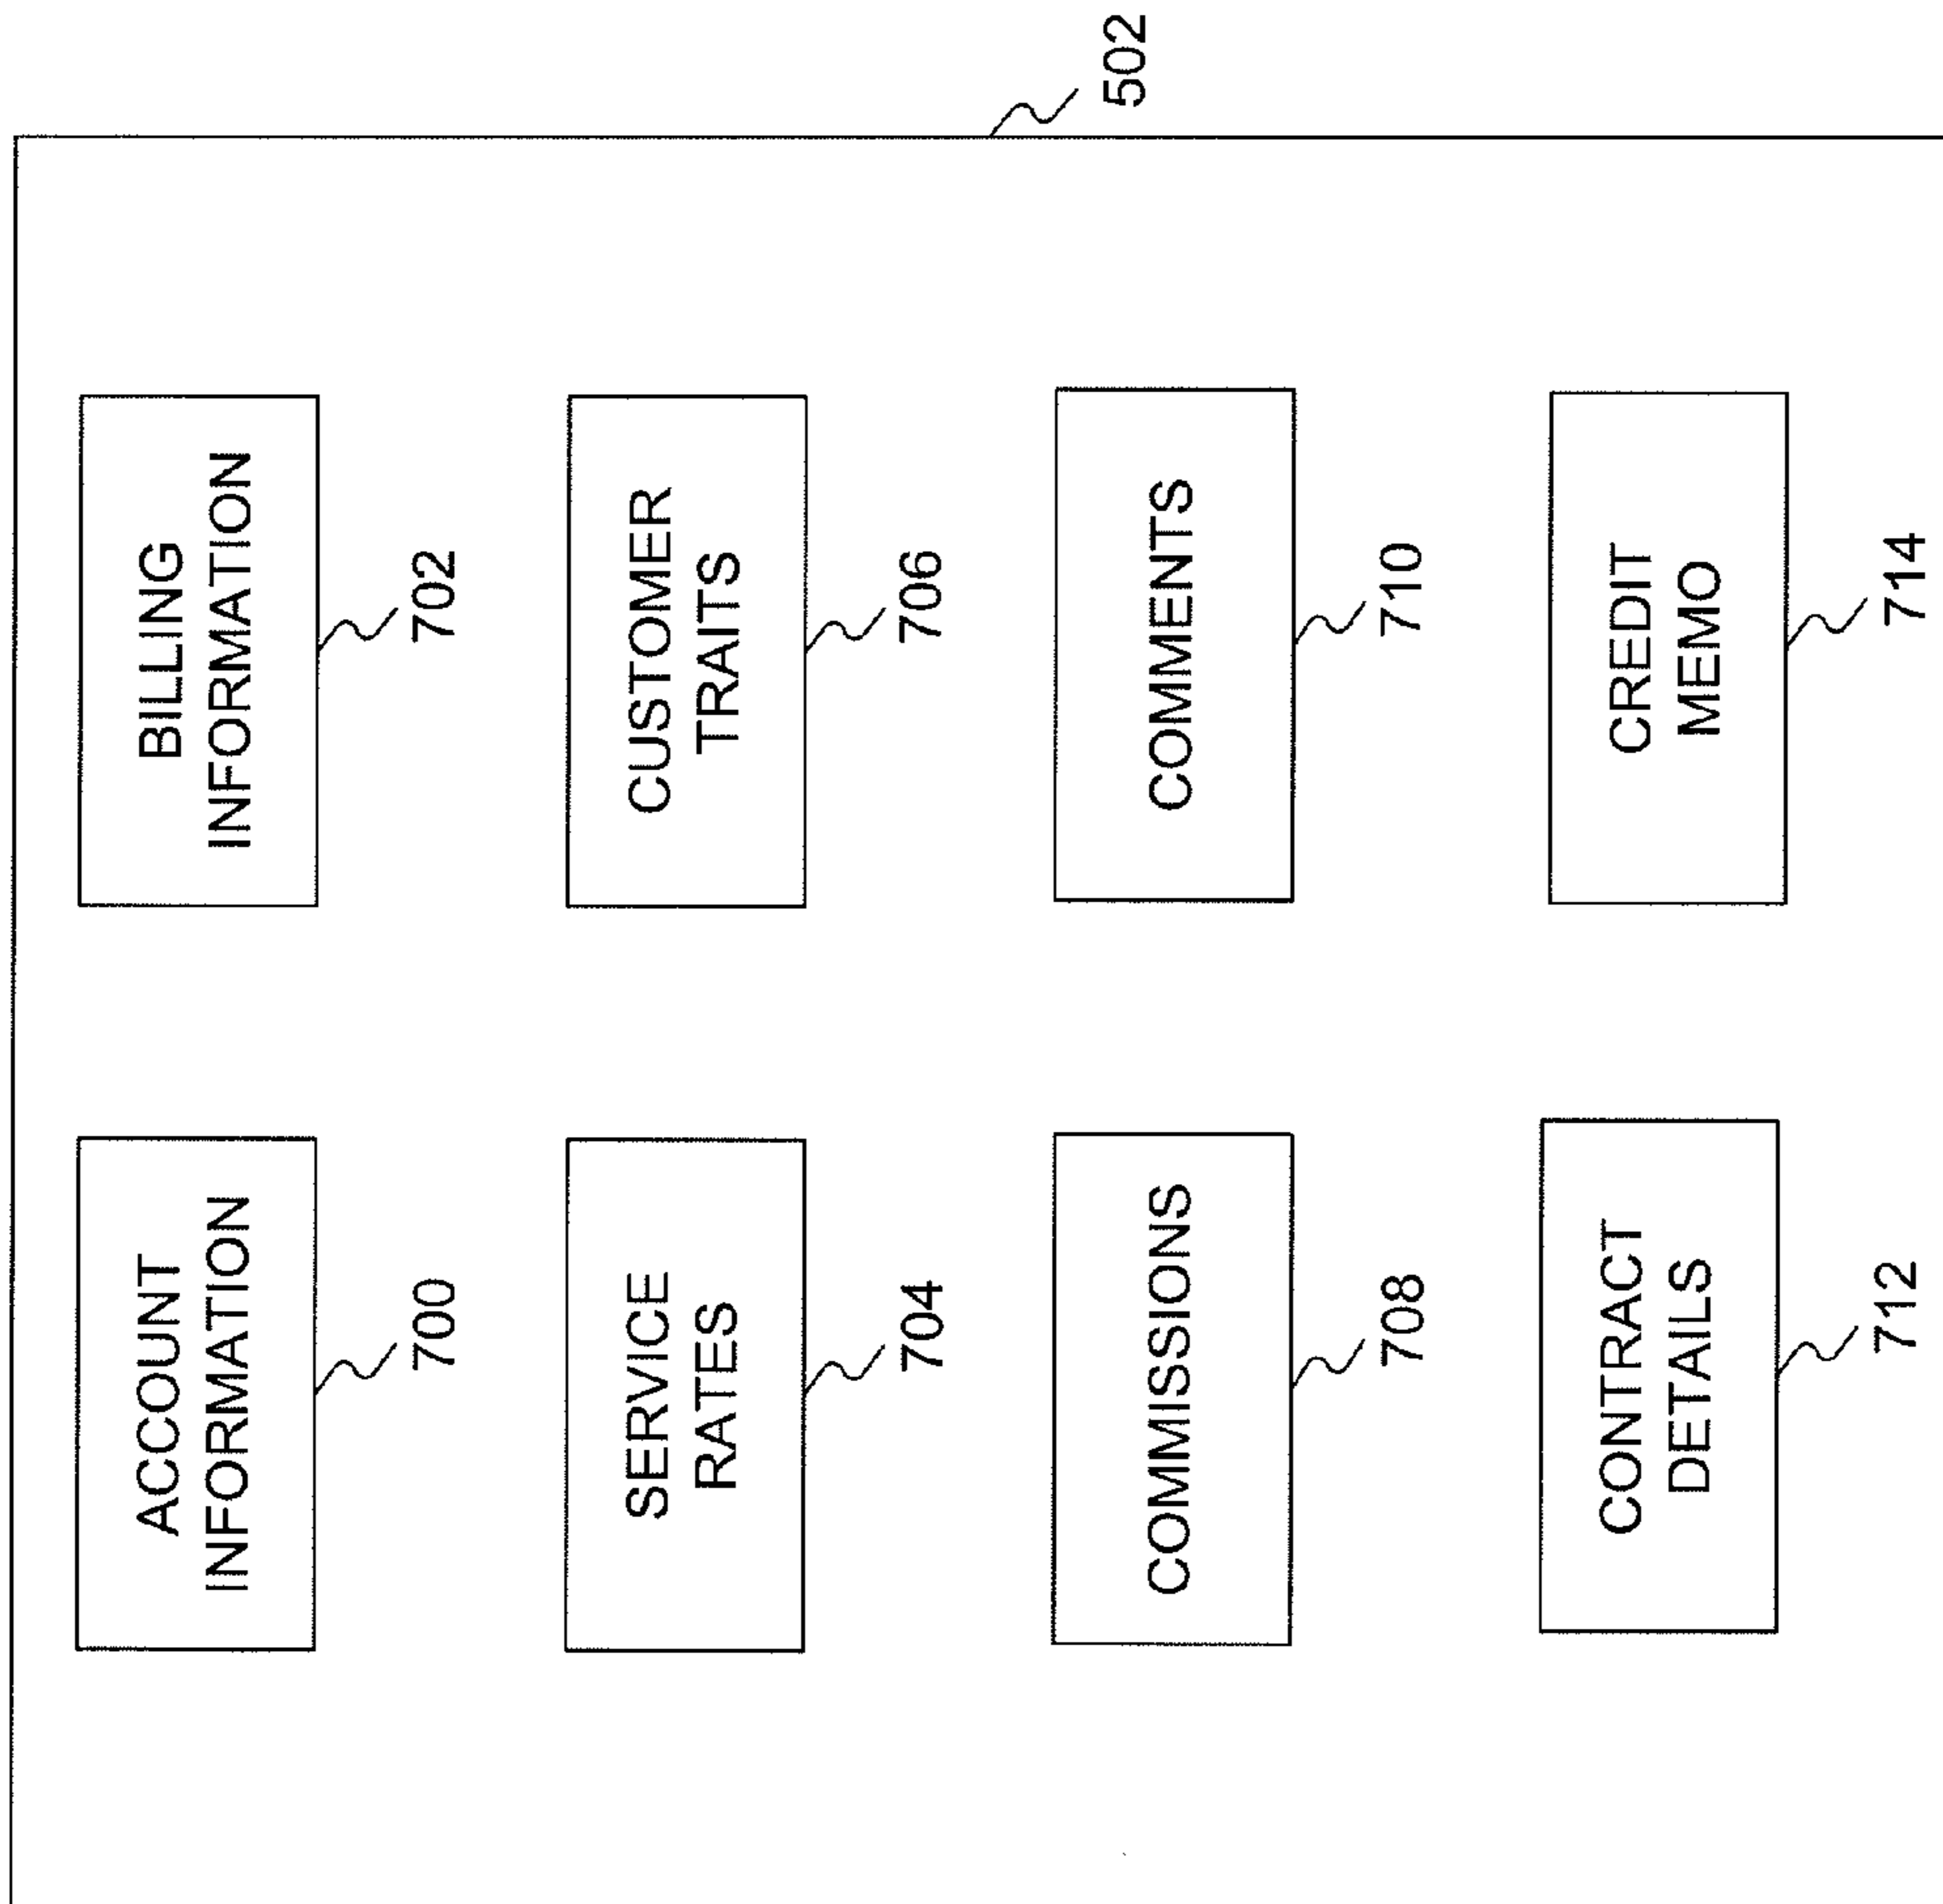 ACCOUNT
INFORMATION
700
BILLING
INFORMATION
702
SERVICE
RATES
704
CUSTOMER
TRAITS
706
COMMISSIONS
708
COMMENTS
710
CONTRACT
DETAILS
712
CREDIT
MEMO
714
502